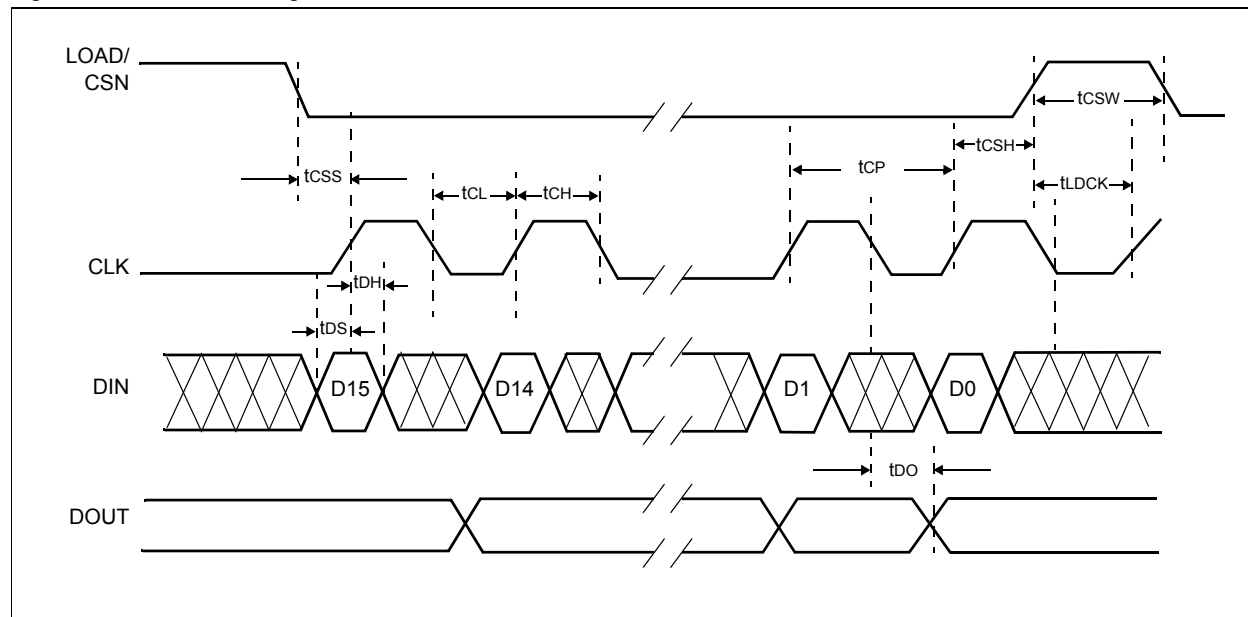 LOAD/
CSN
tCSW
tCSH
tCP
tCSS
tCL
tCH
tLDCK
CLK
tDH
tDS
DIN
D15
D14
D1
D0
tDO
DOUT